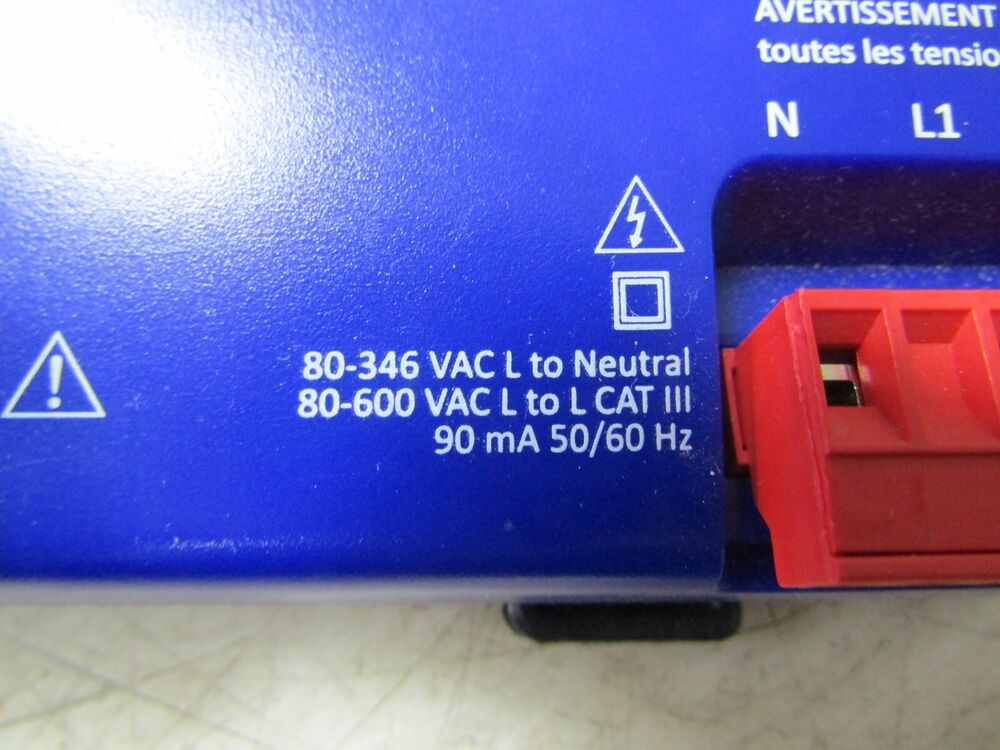 AVERTISSEMENT
toutes les tensio
N L1
80-346 VAC L to Neutral
80-600 VAC L to L CAT III
90 mA 50/60 Hz